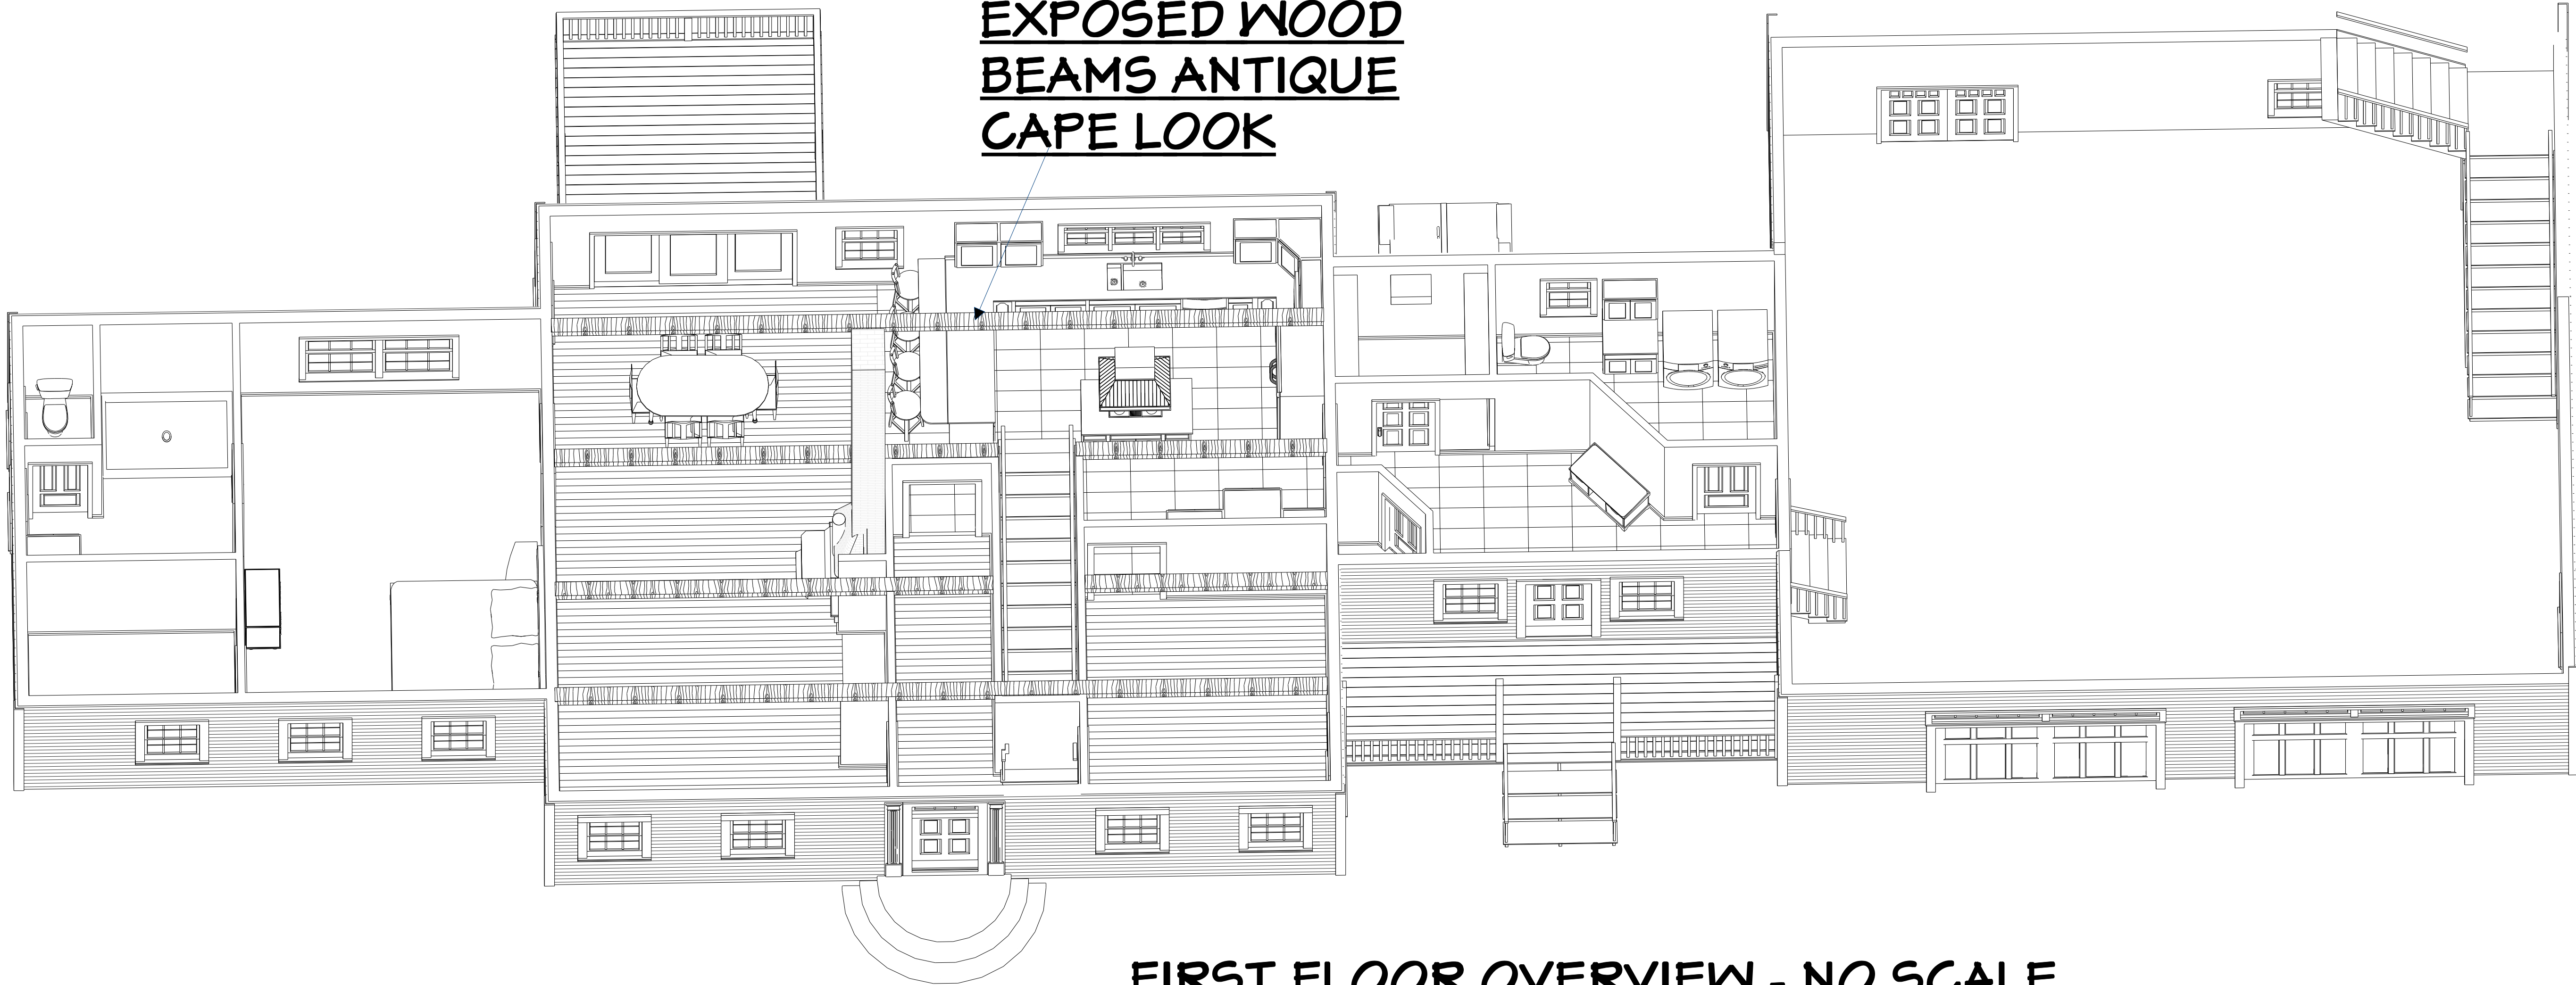 EXPOSED WOOD
BEAMS ANTIQUE
CAPE LOOK
FIRST FLOOR OVERVIEW - NO SCALE